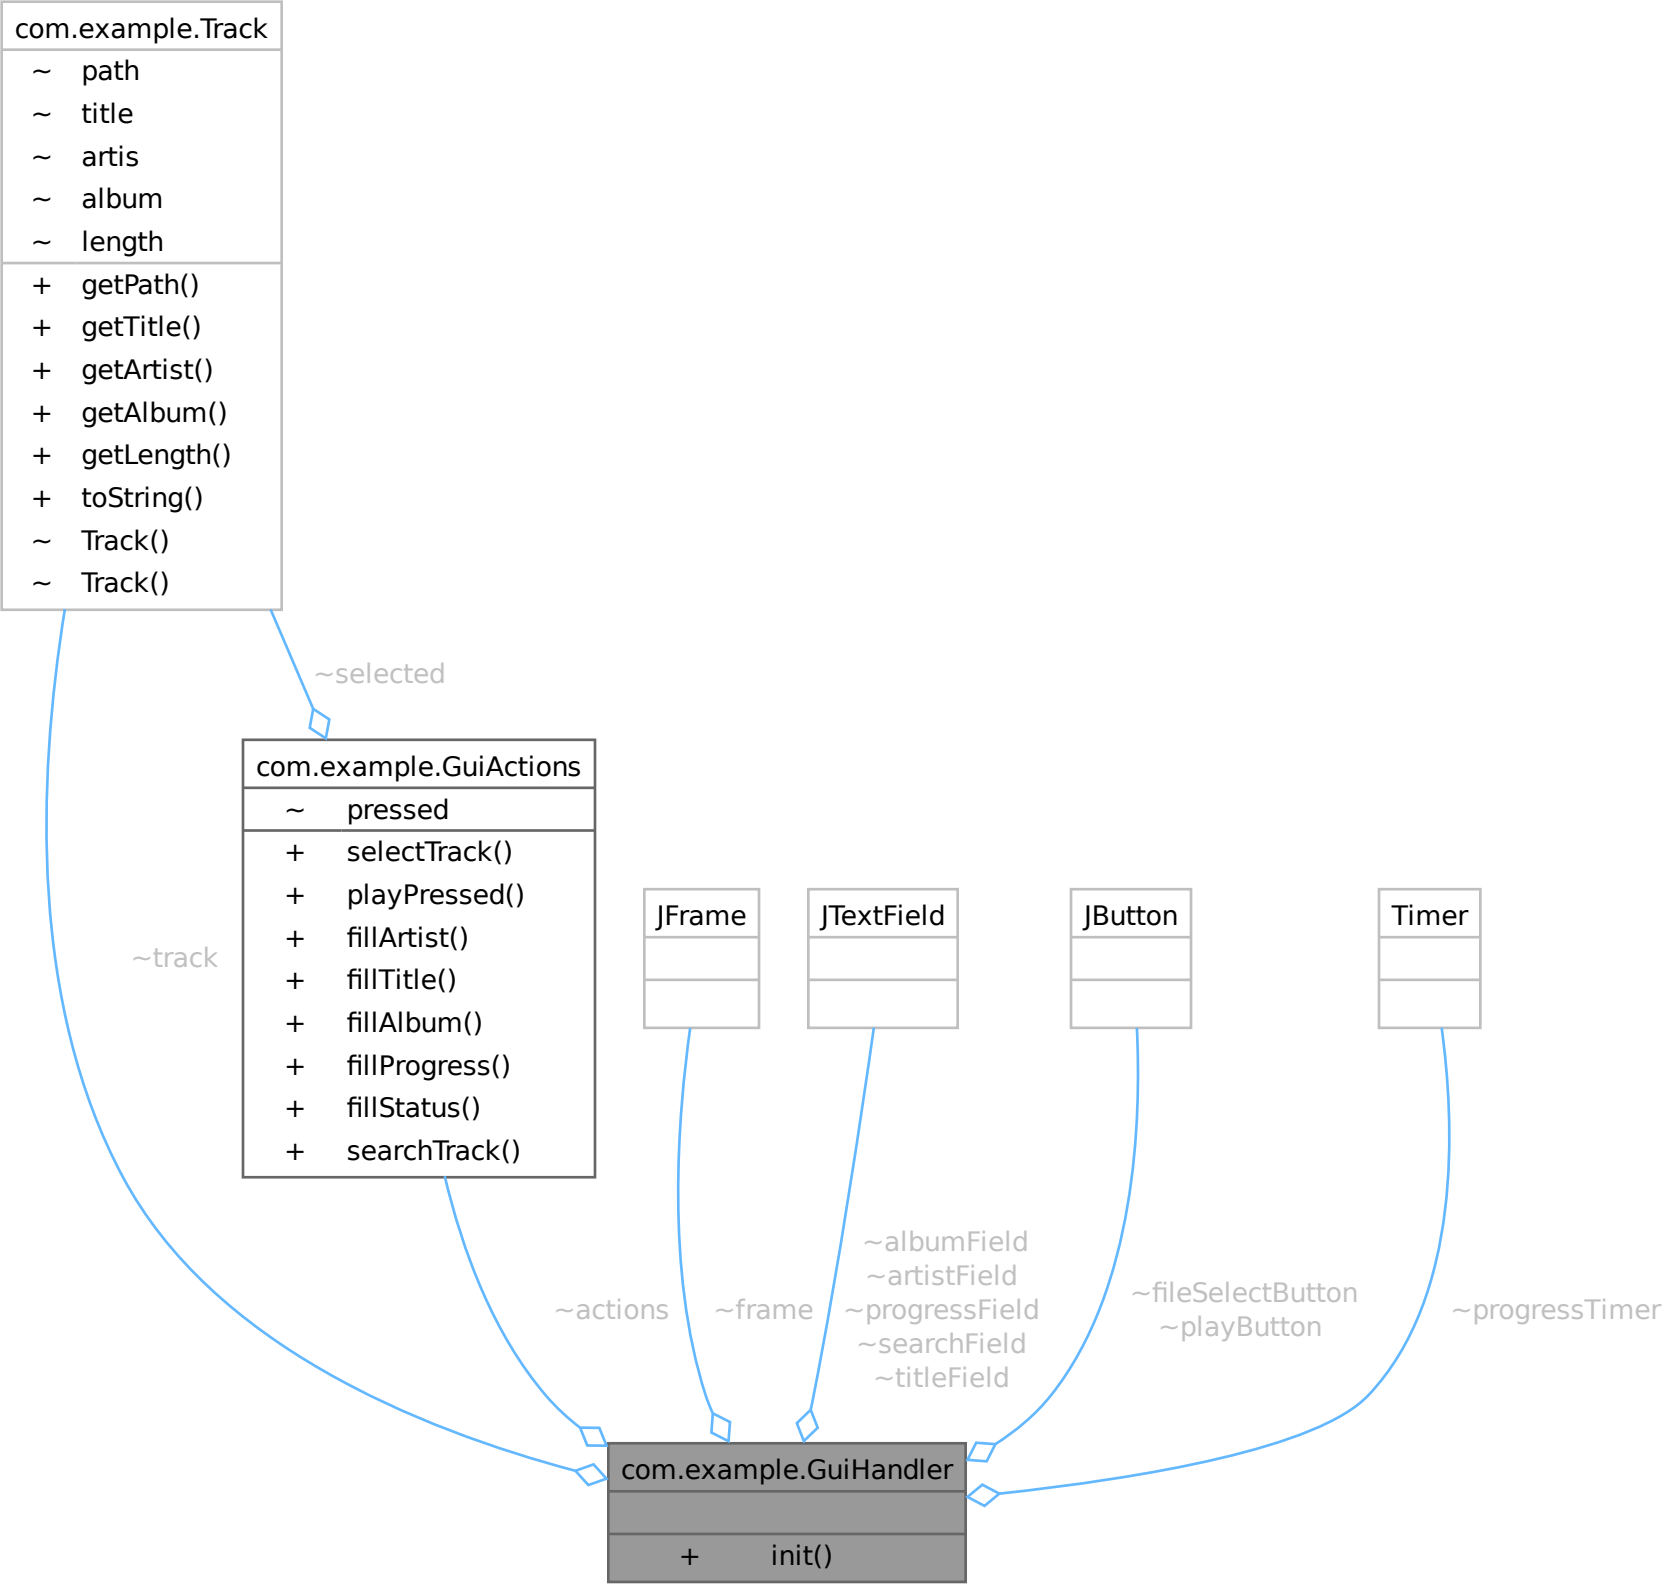 com.example.Track
~ path
~ title
~ artis
~ album
~ length
+ getPath()
+ getTitle()
+ getArtist()
+ getAlbum()
+ getLength()
+ toString()
~ Track()
~ Track()
~selected
com.example.GuiActions
~ pressed
+ selectTrack()
+ playPressed()
+ fillArtist()
+ fillTitle()
+ fillAlbum()
+ fillProgress()
+ fillStatus()
+ searchTrack()
JFrame
JTextField
JButton
Timer
~track
~actions
~frame
~albumField
~artistField
~progressField
~searchField
~titleField
~fileSelectButton
~playButton
~progressTimer
com.example.GuiHandler
+ init()